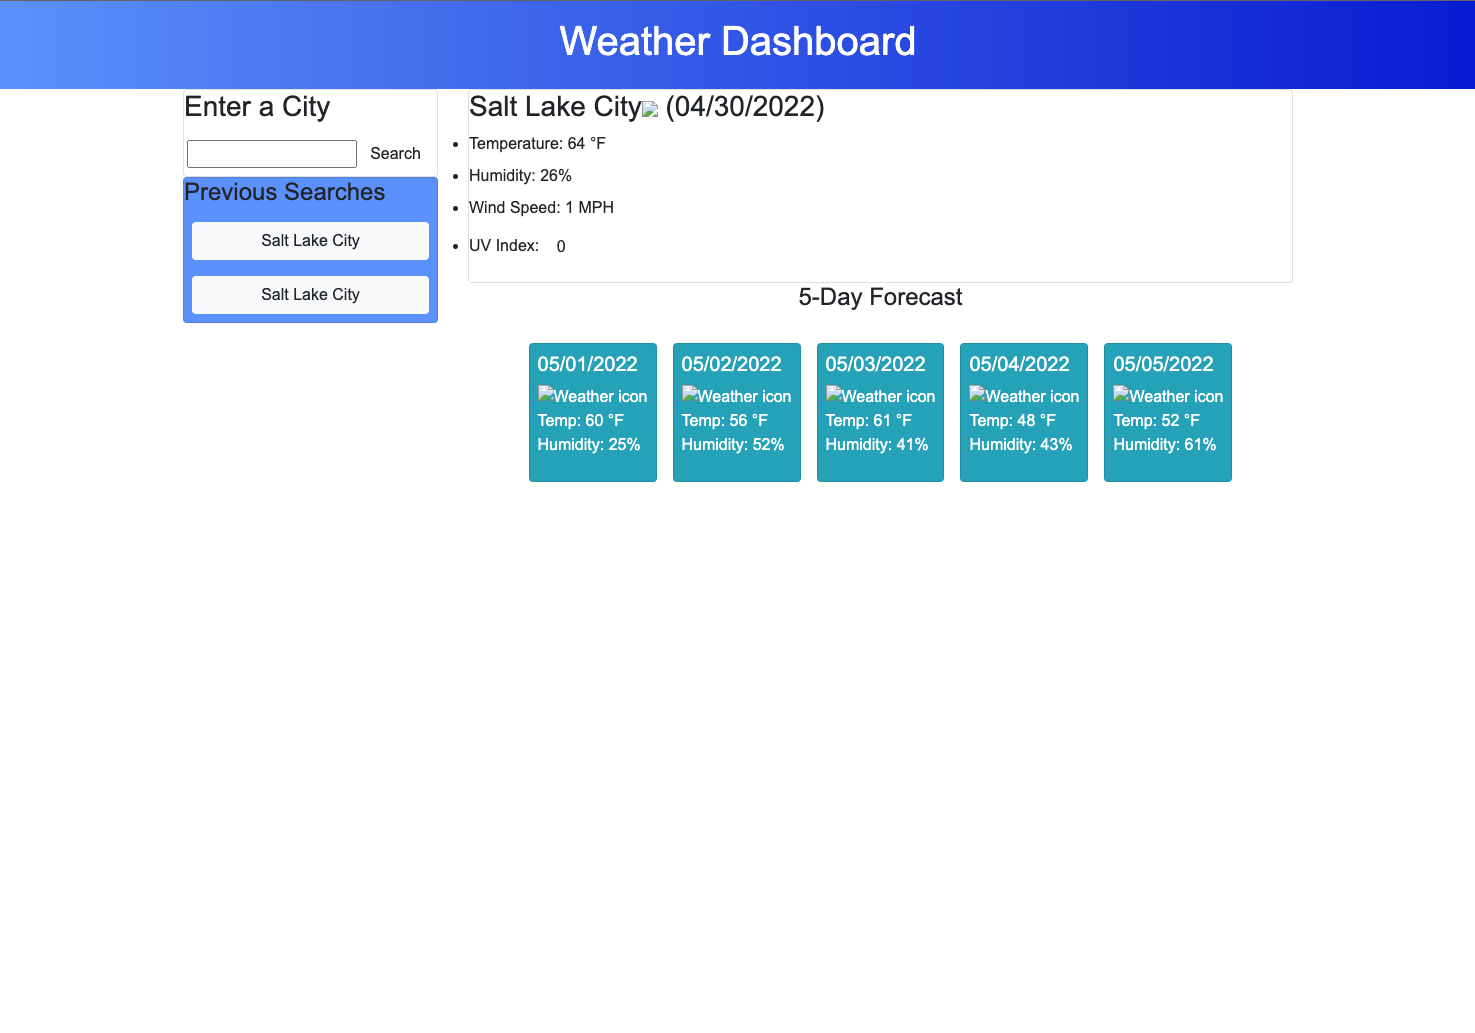 Weather Dashboard
Enter a City
Search
Previous Searches
Salt Lake City
Salt Lake City
Salt Lake City (04/30/2022)
Temperature: 64 °F
Humidity: 26%
Wind Speed: 1 MPH
UV Index: 0
5-Day Forecast
05/01/2022
Weather icon
Temp: 60 °F
Humidity: 25%
05/02/2022
Weather icon
Temp: 56 °F
Humidity: 52%
05/03/2022
Weather icon
Temp: 61 °F
Humidity: 41%
05/04/2022
Weather icon
Temp: 48 °F
Humidity: 43%
05/05/2022
Weather icon
Temp: 52 °F
Humidity: 61%